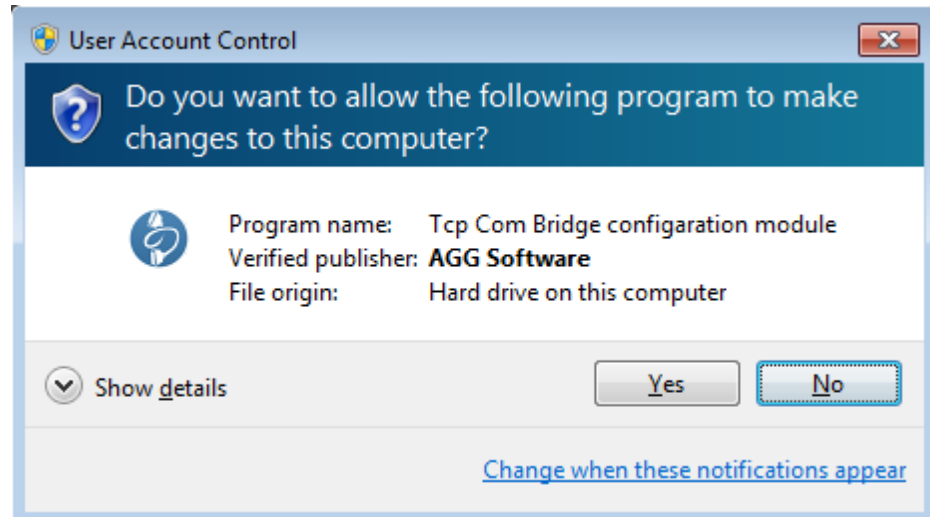 User Account Control
Do you want to allow the following program to make
changes to this computer?
Program name: Tcp Com Bridge configaration module
Verified publisher: AGG Software
File origin: Hard drive on this computer
Show details
Yes
No
Change when these notifications appear